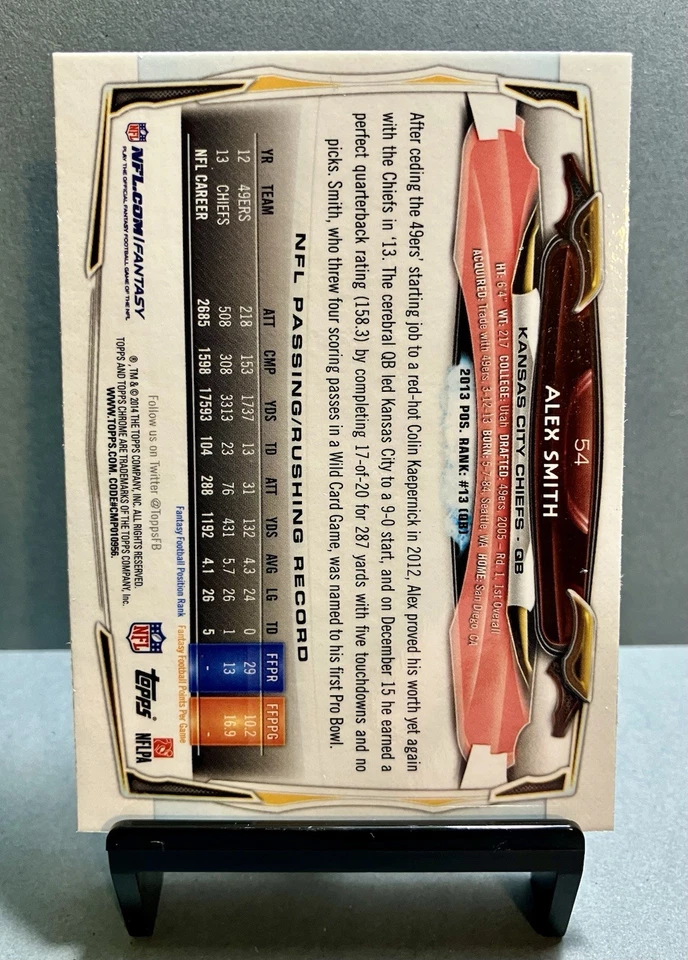 54
ALEX SMITH
KANSAS CITY CHIEFS - QB
HT: 6'4" WT: 217 COLLEGE: Utah DRAFTED: 49ers, 2005 - Rd. 1, 1st Overall
ACQUIRED: Trade with 49ers, 3-12-13 BORN: 5-7-84, Seattle, WA HOME: San Diego, CA
2013 POS. RANK: #13 (QB)
After ceding the 49ers' starting job to a red-hot Colin Kaepernick in 2012, Alex proved his worth yet again
with the Chiefs in '13. The cerebral QB led Kansas City to a 9-0 start, and on December 15 he earned a
perfect quarterback rating (158.3) by completing 17-of-20 for 287 yards with five touchdowns and no
picks. Smith, who threw four scoring passes in a Wild Card Game, was named to his first Pro Bowl.
NFL PASSING/RUSHING RECORD
YR TEAM ATT CMP YDS TD ATT YDS AVG LG TD FFPR FFPPG
12 49ERS 218 153 1737 13 31 132 4.3 24 0 29 10.2
13 CHIEFS 508 308 3313 23 76 431 5.7 26 1 13 16.9
NFL CAREER 2685 1598 17593 104 288 1192 4.1 26 5 - -
Fantasy Football Position Rank Fantasy Football Points Per Game
Follow us on Twitter @ToppsFB
NFL
NFL.COM/FANTASY
PLAY THE OFFICIAL FANTASY FOOTBALL GAME OF THE NFL
®, TM & © 2014 THE TOPPS COMPANY, INC. ALL RIGHTS RESERVED.
TOPPS AND TOPPS CHROME ARE TRADEMARKS OF THE TOPPS COMPANY, Inc.
WWW.TOPPS.COM. CODE#CMP010956.
NFL
Topps
NFLPA